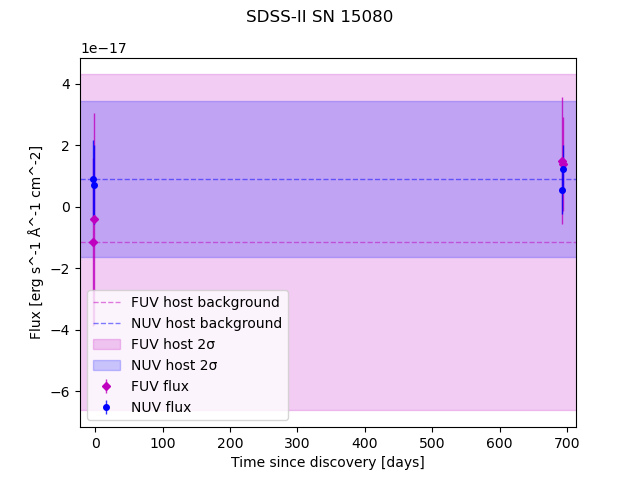 SDSS-II SN 15080
1e−17
4
2
0
−2
−4
−6
Flux [erg s^-1 Å^-1 cm^-2]
FUV host background
NUV host background
FUV host 2σ
NUV host 2σ
FUV flux
NUV flux
0 100 200 300 400 500 600 700
Time since discovery [days]